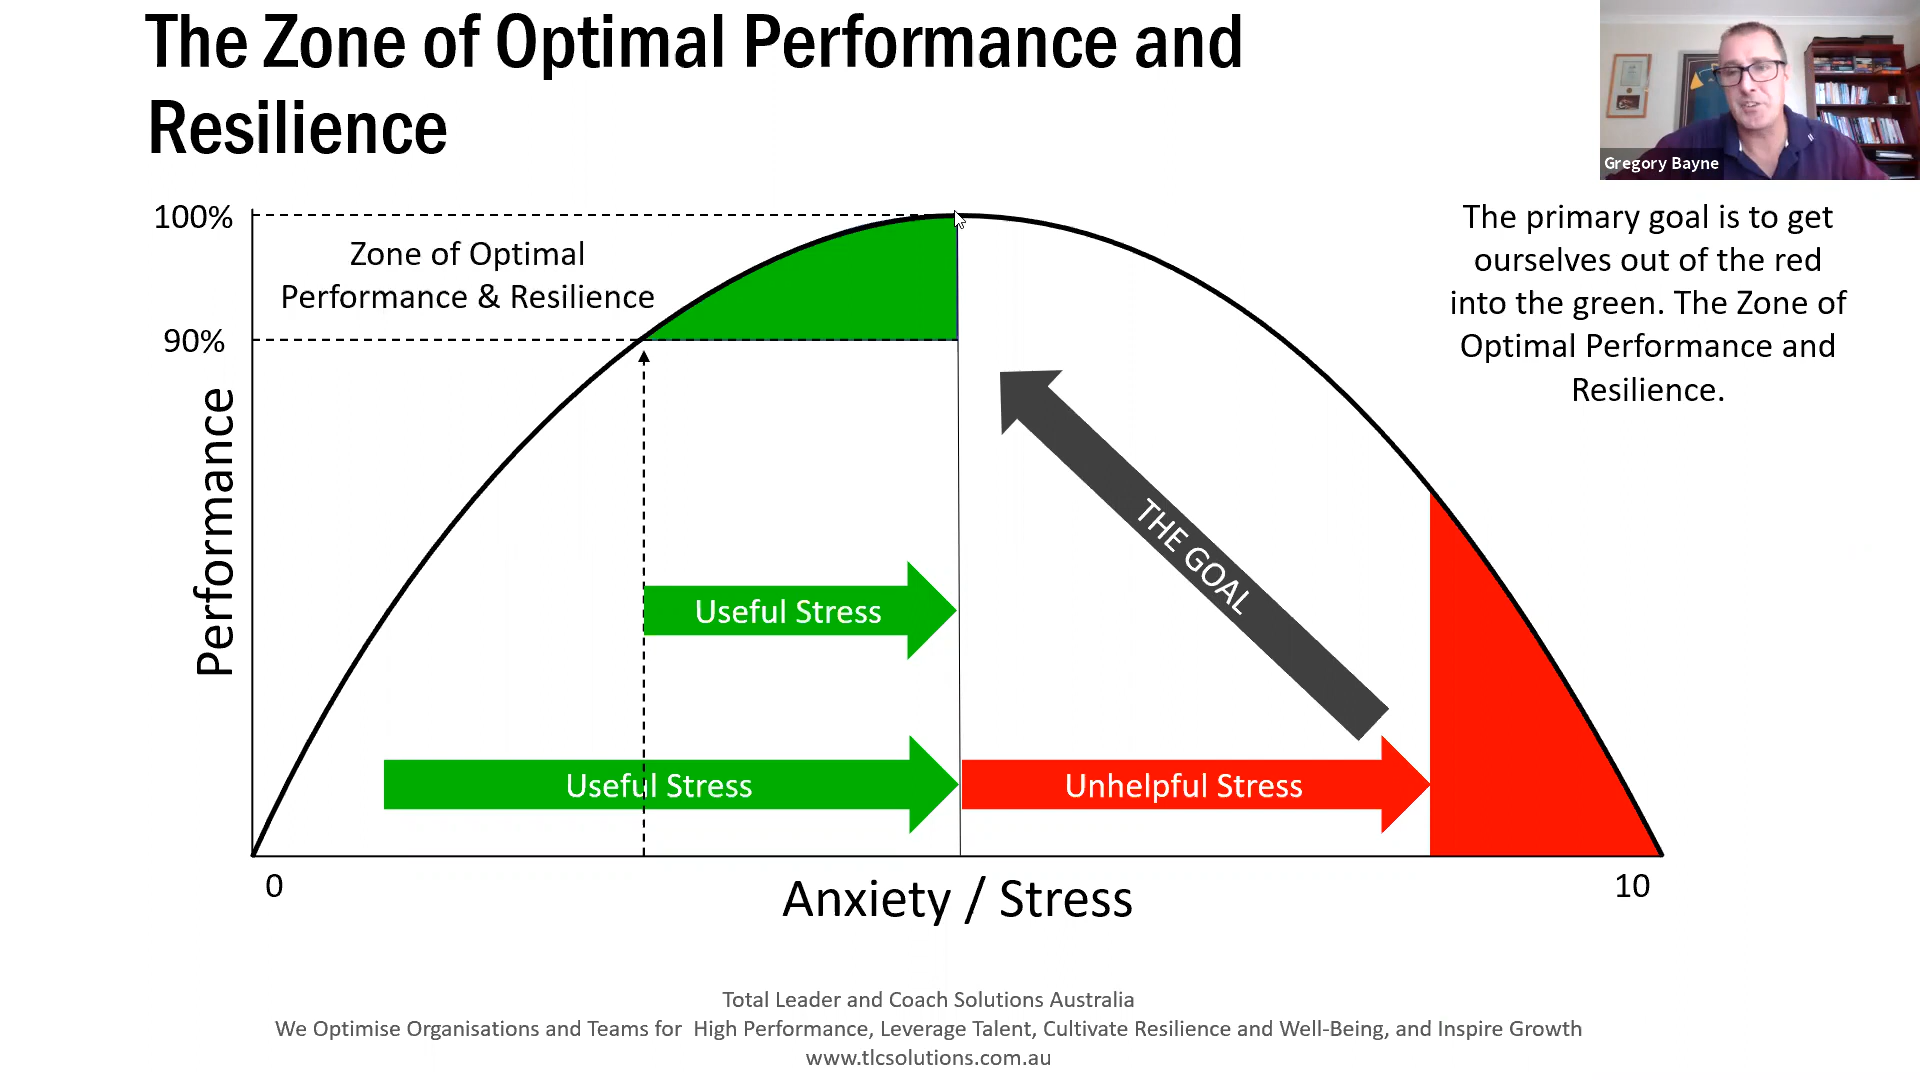 The Zone of Optimal Performance and
Resilience
Gregory Bayne
The primary goal is to get
ourselves out of the red
into the green. The Zone of
Optimal Performance and
Resilience.
100%
Zone of Optimal
Performance & Resilience
90%
Performance
THE GOAL
Useful Stress
Useful Stress
Unhelpful Stress
0
10
Anxiety / Stress
Total Leader and Coach Solutions Australia
We Optimise Organisations and Teams for  High Performance, Leverage Talent, Cultivate Resilience and Well-Being, and Inspire Growth
www.tlcsolutions.com.au